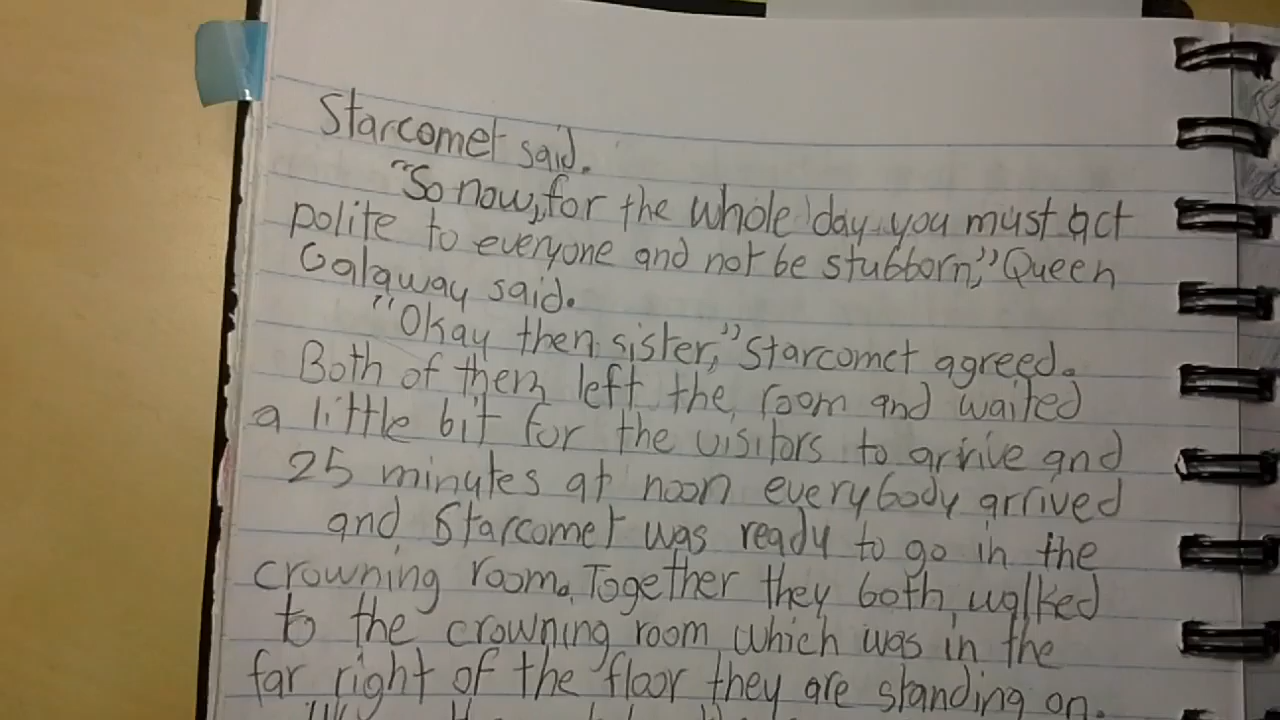 Starcomet said.
"So now, for the whole day you must act
polite to everyone and not be stubborn," Queen
Galaway said.
"Okay then sister," Starcomet agreed.
Both of them left the room and waited
a little bit for the visitors to arrive and
25 minutes at noon everybody arrived
and Starcomet was ready to go in the
crowning room. Together they both walked
to the crowning room which was in the
far right of the floor they are standing on.